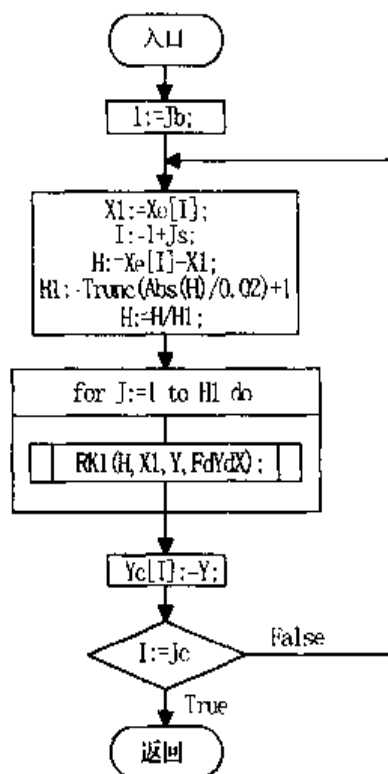 入口
I:=Jb;
X1:=Xe[I];
I:-I+Js;
H:=Xe[I]-X1;
H1:-Trunc(Abs(H)/0.02)+1
H:=H/H1;
for J:=1 to H1 do
RK1(H,X1,Y,FdYdX);
Yc[I]:-Y;
I:=Jc
False
True
返回